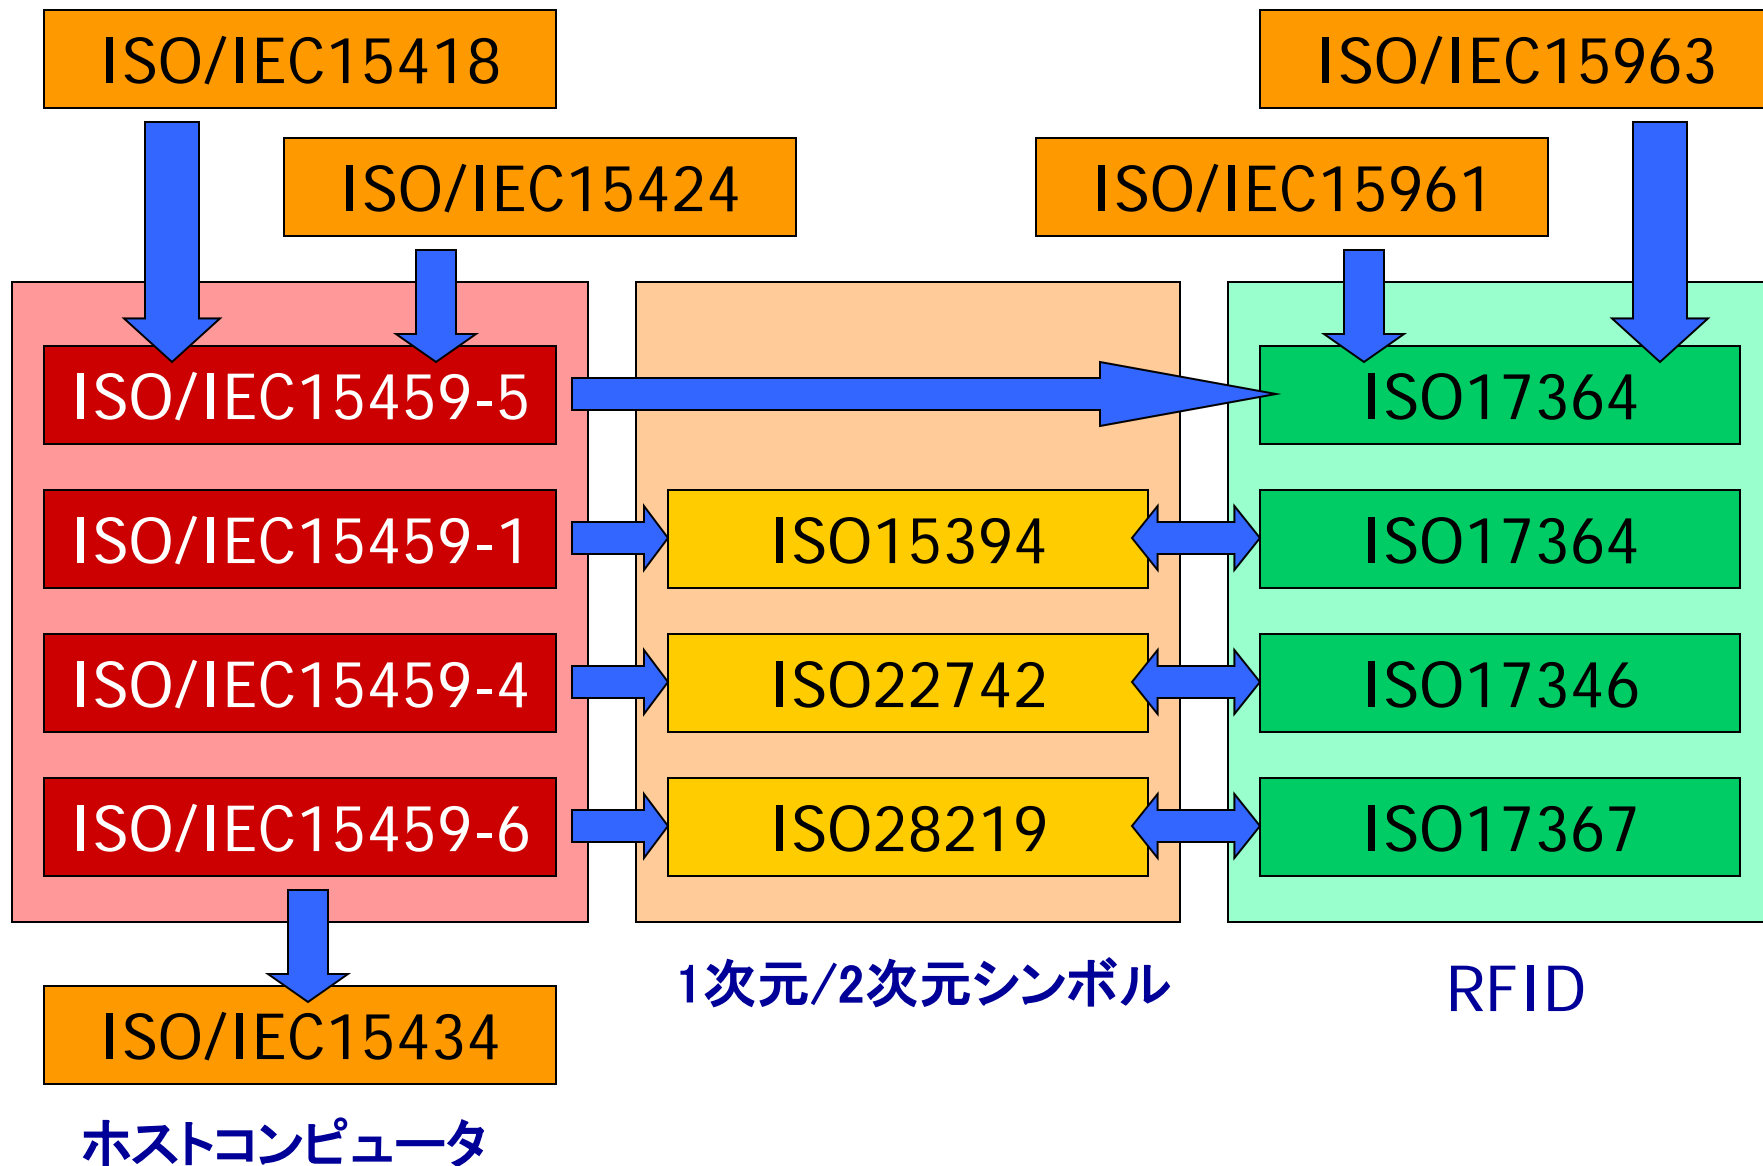 ISO/IEC15418
ISO/IEC15963
ISO/IEC15424
ISO/IEC15961
ISO/IEC15459-5
ISO17364
ISO/IEC15459-1
ISO15394
ISO17364
ISO/IEC15459-4
ISO22742
ISO17346
ISO/IEC15459-6
ISO28219
ISO17367
1次元/2次元シンボル
RFID
ISO/IEC15434
ホストコンピュータ